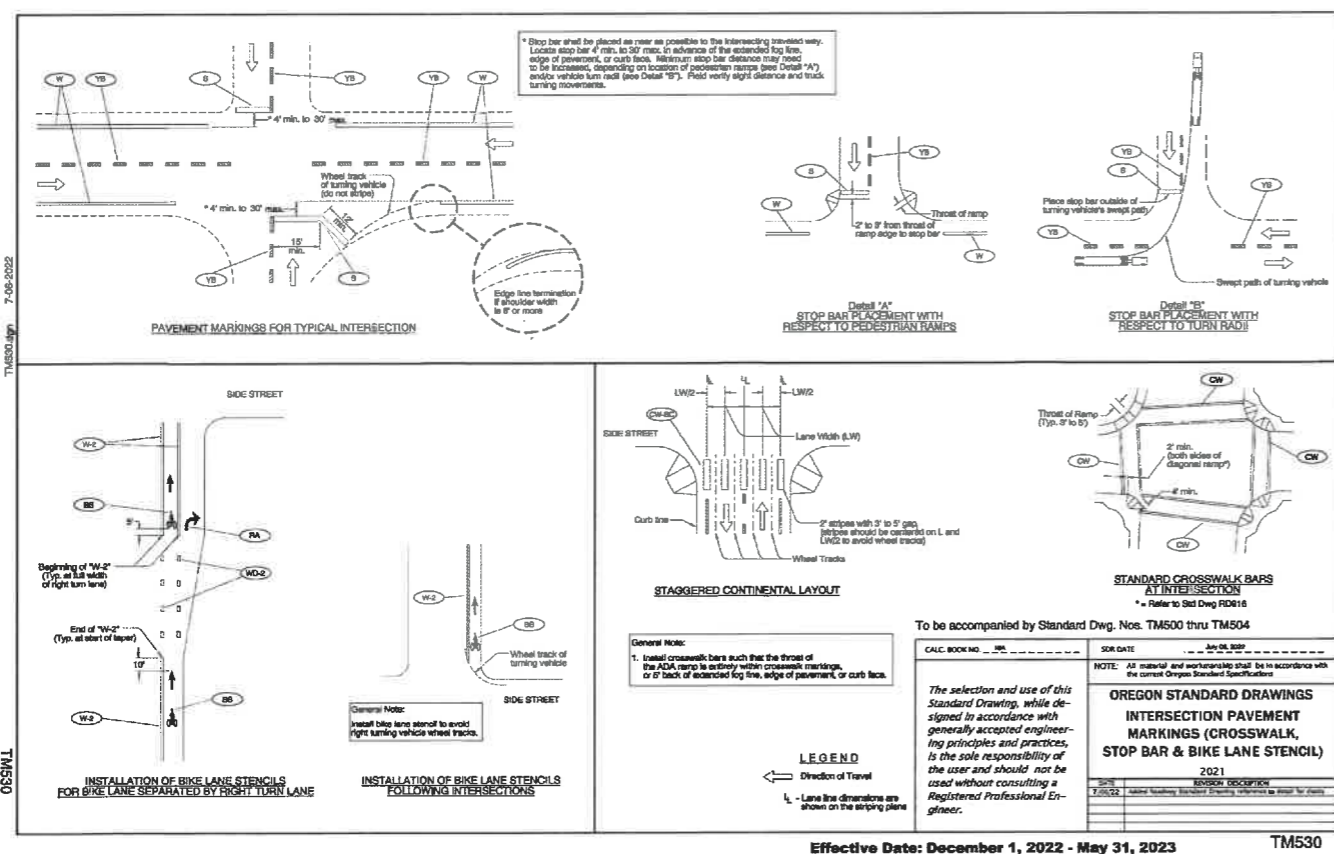 * Stop bar shall be placed as near as possible to the intersecting traveled way.
Locate stop bar 4' min. to 30' max. in advance of the extended fog line,
edge of pavement, or curb face. Minimum stop bar distance may need
to be increased, depending on location of pedestrian ramps (see Detail "A")
and/or vehicle turn radii (see Detail "B"). Field verify sight distance and truck
turning movements.
W
YB
S
YB
YB
W
* 4' min. to 30' max.
Wheel track
of turning vehicle
(do not stripe)
* 4' min. to 30' max.
12'
min.
15'
min.
YB
S
Edge line termination
if shoulder width
is 6' or more
PAVEMENT MARKINGS FOR TYPICAL INTERSECTION
YB
S
W
Throat of ramp
2' to 3' from throat of
ramp edge to stop bar
W
Detail "A"
STOP BAR PLACEMENT WITH
RESPECT TO PEDESTRIAN RAMPS
YB
S
Place stop bar outside of
turning vehicle's swept path
YB
YB
Swept path of turning vehicle
Detail "B"
STOP BAR PLACEMENT WITH
RESPECT TO TURN RADII
7-06-2022
TM530.dgn
TM530
SIDE STREET
W-2
BS
RA
Beginning of "W-2"
(Typ. at full width
of right turn lane)
WD-2
End of "W-2"
(Typ. at start of taper)
10'
BS
W-2
INSTALLATION OF BIKE LANE STENCILS
FOR BIKE LANE SEPARATED BY RIGHT TURN LANE
W-2
BS
Wheel track of
turning vehicle
SIDE STREET
General Note:
Install bike lane stencil to avoid
right turning vehicle wheel tracks.
INSTALLATION OF BIKE LANE STENCILS
FOLLOWING INTERSECTIONS
LW/2
LW/2
CW-SC
SIDE STREET
Lane Width (LW)
Curb line
2' stripes with 3' to 5' gap,
(stripes should be centered on L and
LW/2 to avoid wheel tracks)
Wheel Tracks
STAGGERED CONTINENTAL LAYOUT
CW
Throat of Ramp
(Typ. 3' to 5')
CW
2' min.
(both sides of
diagonal ramp*)
CW
4' min.
CW
STANDARD CROSSWALK BARS
AT INTERSECTION
* = Refer to Std Dwg RD916
General Note:
1. Install crosswalk bars such that the throat of
the ADA ramp is entirely within crosswalk markings,
or 6' back of extended fog line, edge of pavement, or curb face.
LEGEND
Direction of Travel
- Lane line dimensions are
shown on the striping plans
To be accompanied by Standard Dwg. Nos. TM500 thru TM504
CALC. BOOK NO. N/A
SDR DATE July 08, 2022
NOTE: All material and workmanship shall be in accordance with
the current Oregon Standard Specifications
The selection and use of this
Standard Drawing, while de-
signed in accordance with
generally accepted engineer-
ing principles and practices,
is the sole responsibility of
the user and should not be
used without consulting a
Registered Professional En-
gineer.
OREGON STANDARD DRAWINGS
INTERSECTION PAVEMENT
MARKINGS (CROSSWALK,
STOP BAR & BIKE LANE STENCIL)
2021
DATE REVISION DESCRIPTION
Effective Date: December 1, 2022 - May 31, 2023
TM530